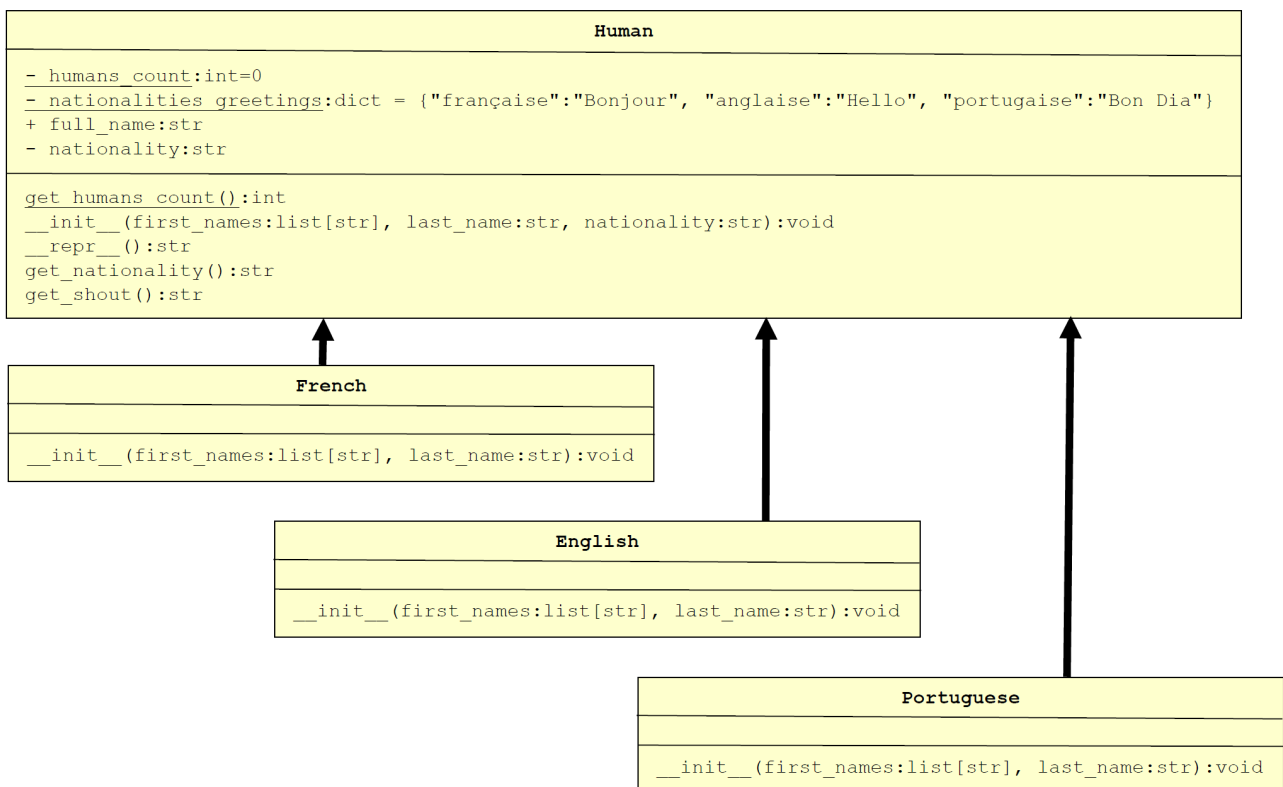 Human
- humans_count:int=0
- nationalities_greetings:dict = {"française":"Bonjour", "anglaise":"Hello", "portugaise":"Bon Dia"}
+ full_name:str
- nationality:str
get_humans_count():int
__init__(first_names:list[str], last_name:str, nationality:str):void
__repr__():str
get_nationality():str
get_shout():str
French
__init__(first_names:list[str], last_name:str):void
English
__init__(first_names:list[str], last_name:str):void
Portuguese
__init__(first_names:list[str], last_name:str):void